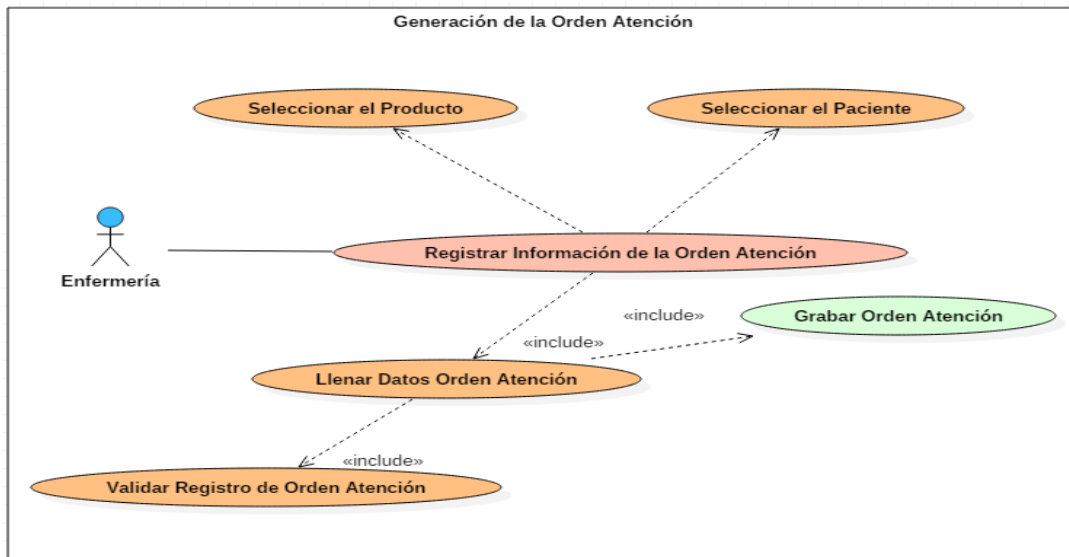 Generación de la Orden Atención
Seleccionar el Producto
Seleccionar el Paciente
Registrar Información de la Orden Atención
Enfermería
«include»
Grabar Orden Atención
«include»
Llenar Datos Orden Atención
«include»
Validar Registro de Orden Atención